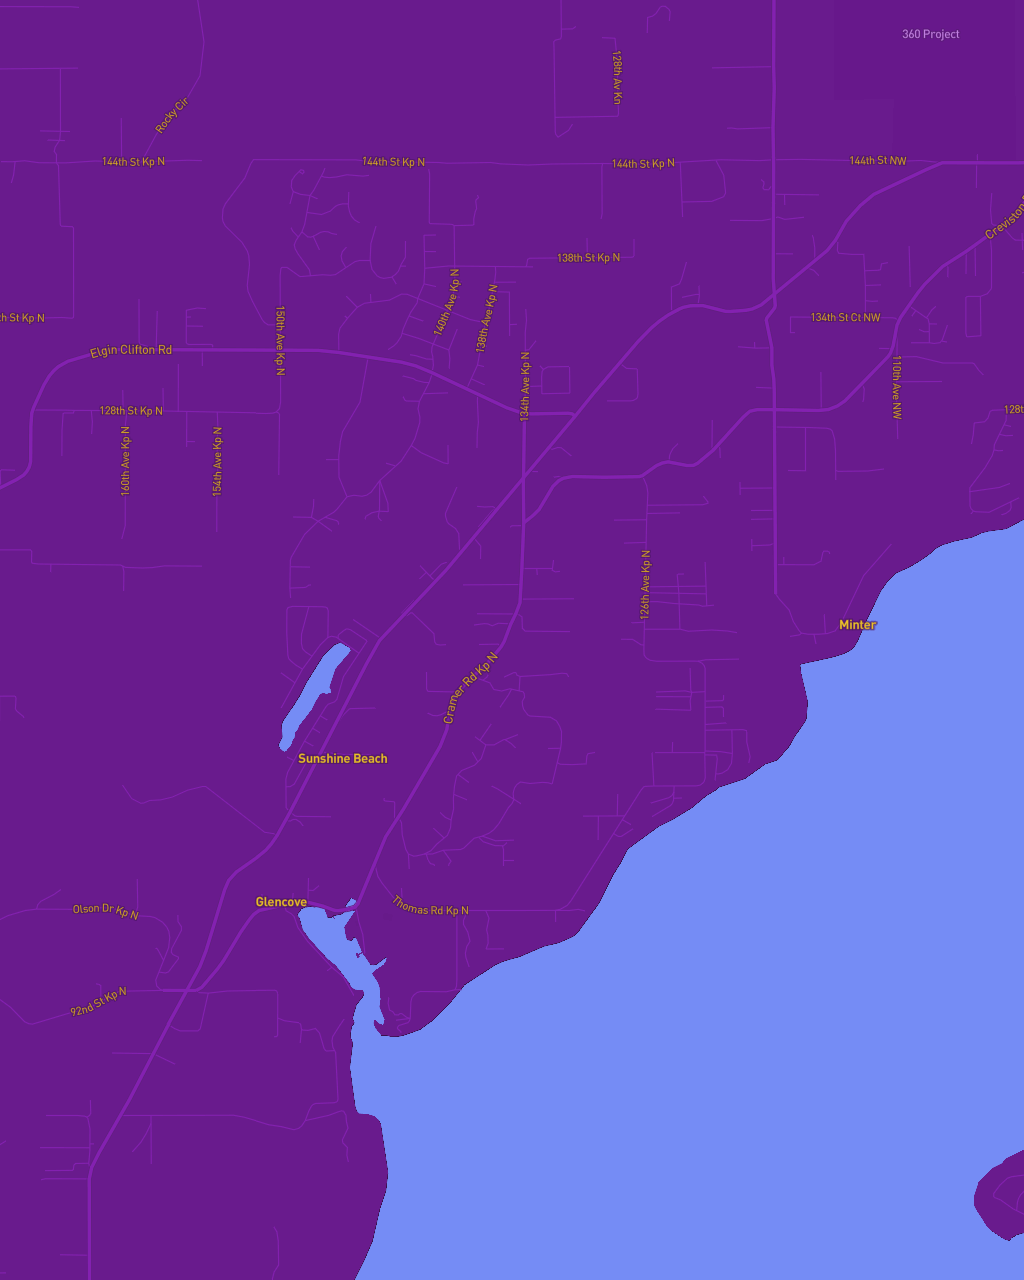 360 Project
128th Av Kn
Rocky Cir
144th St Kp N
144th St Kp N
144th St Kp N
144th St NW
Creviston
138th St Kp N
140th Ave Kp N
138th Ave Kp N
th St Kp N
150th Ave Kp N
134th St Ct NW
Elgin Clifton Rd
134th Ave Kp N
110th Ave NW
128th St Kp N
128t
160th Ave Kp N
154th Ave Kp N
126th Ave Kp N
Minter
Cramer Rd Kp N
Sunshine Beach
Glencove
Thomas Rd Kp N
Olson Dr Kp N
92nd St Kp N